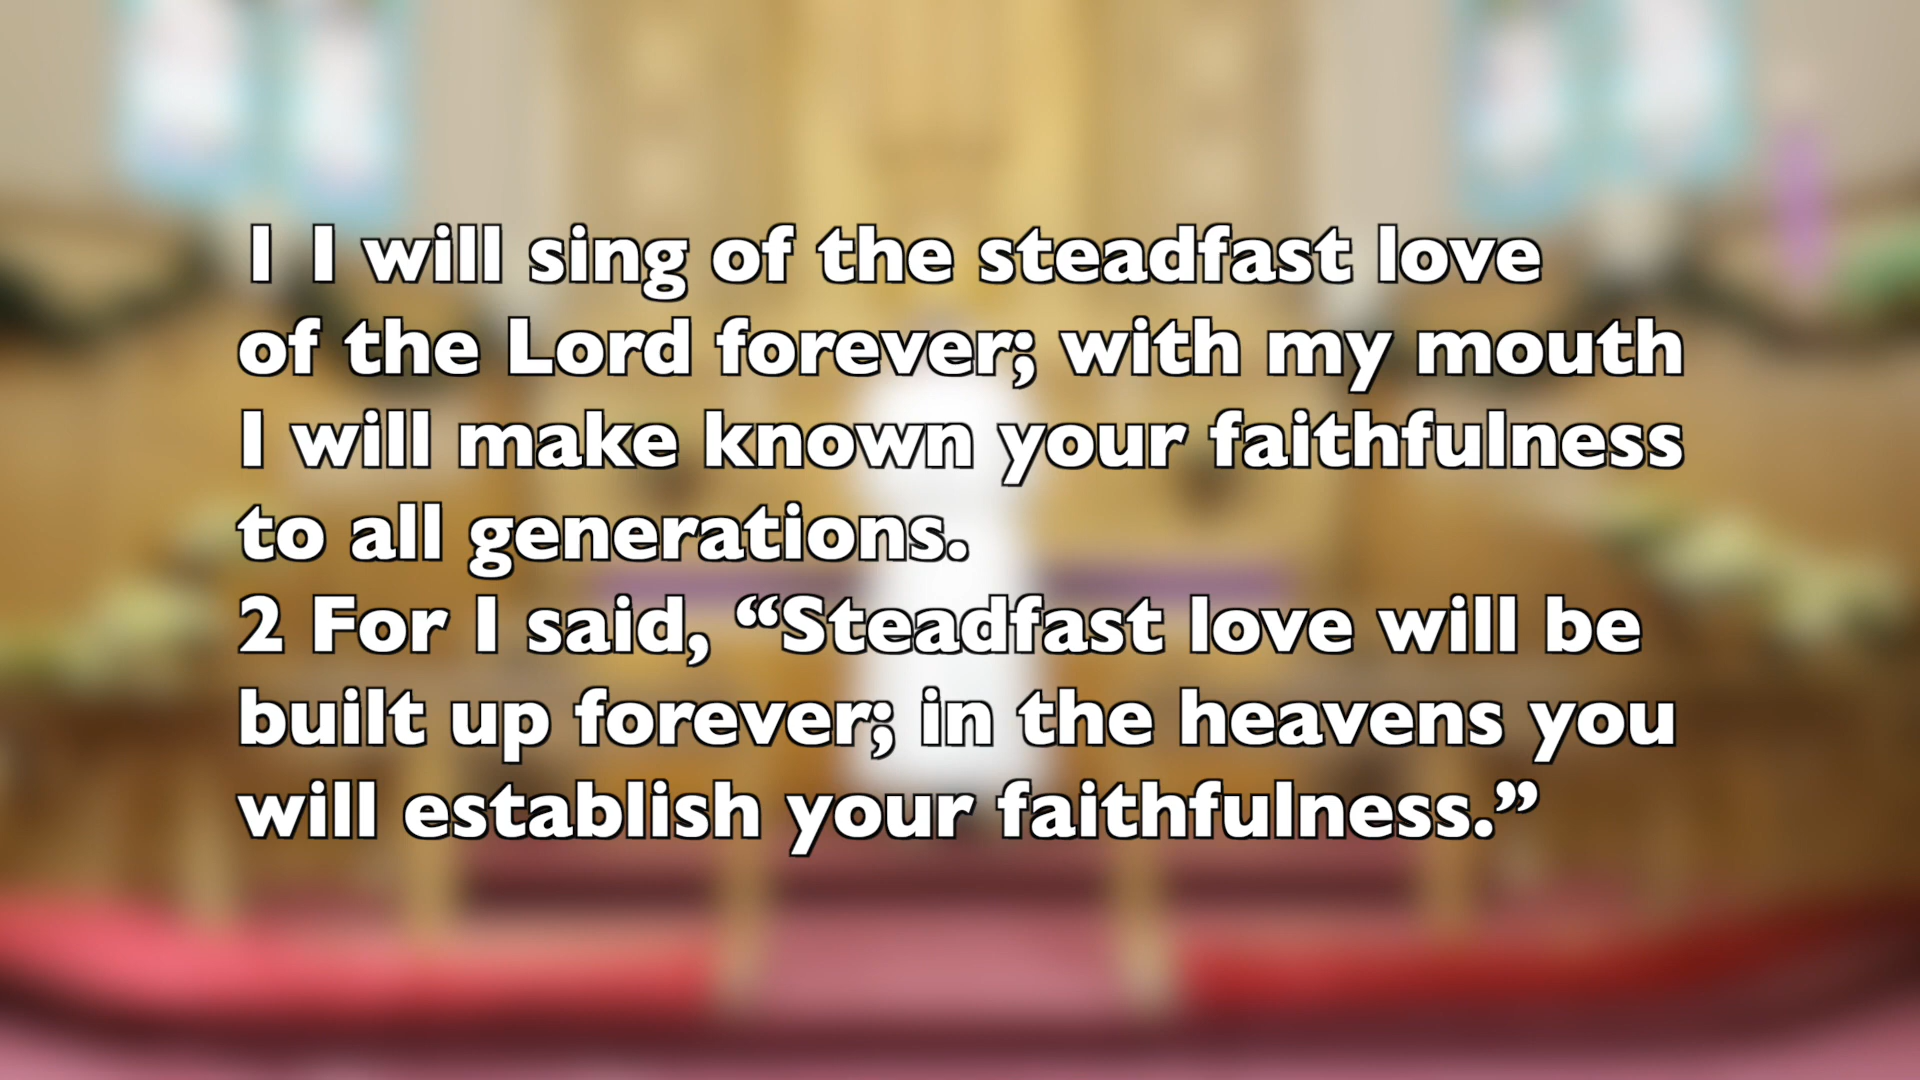 1 I will sing of the steadfast love
of the Lord forever; with my mouth
I will make known your faithfulness
to all generations.
2 For I said, “Steadfast love will be
built up forever; in the heavens you
will establish your faithfulness.”